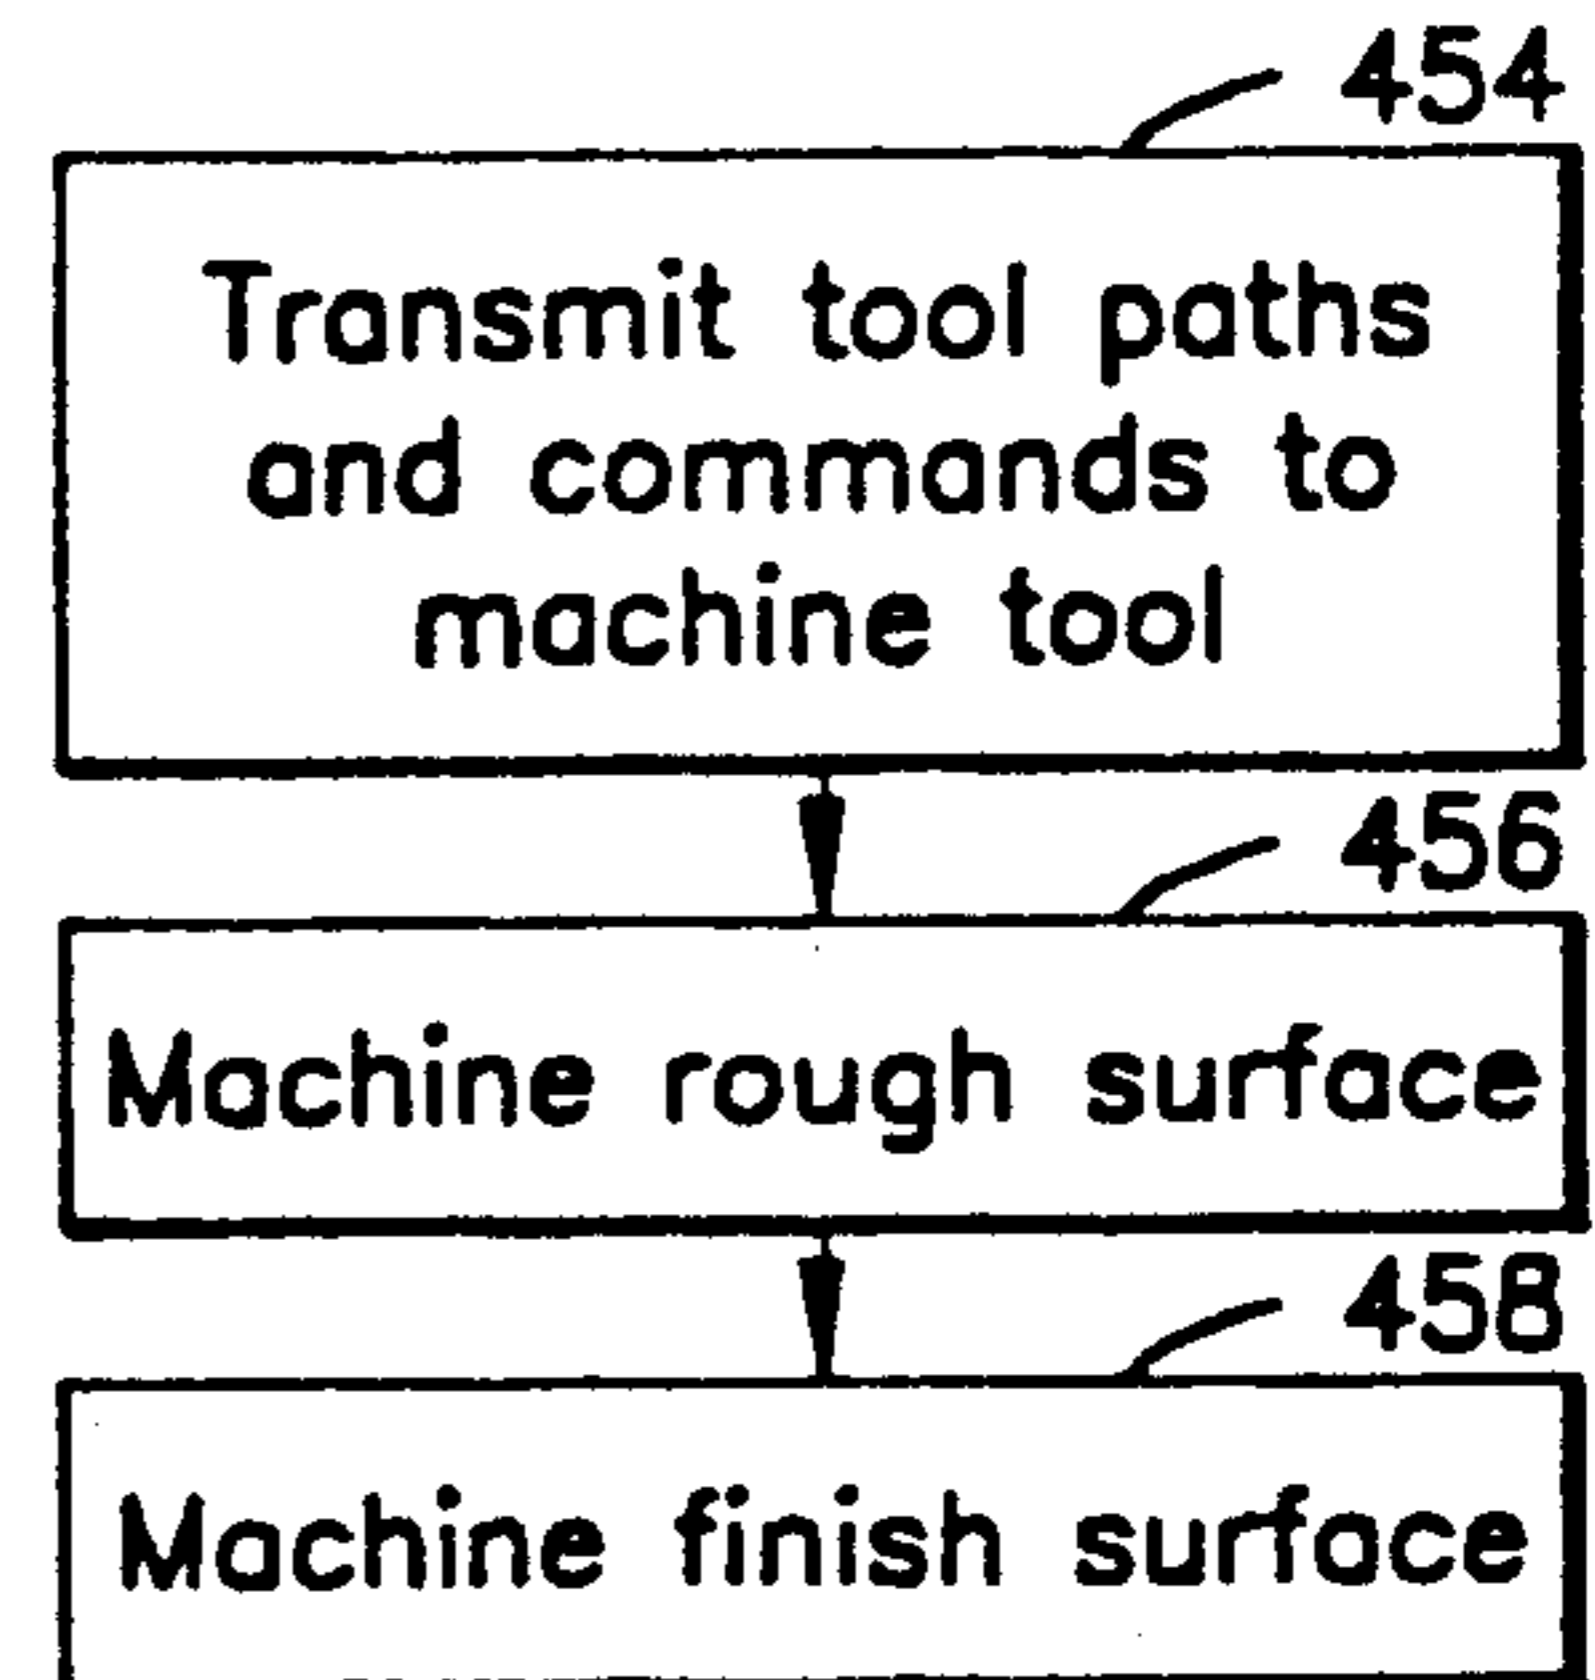 454
Transmit tool paths
and commands to
machine tool
456
Machine rough surface
458
Machine finish surface